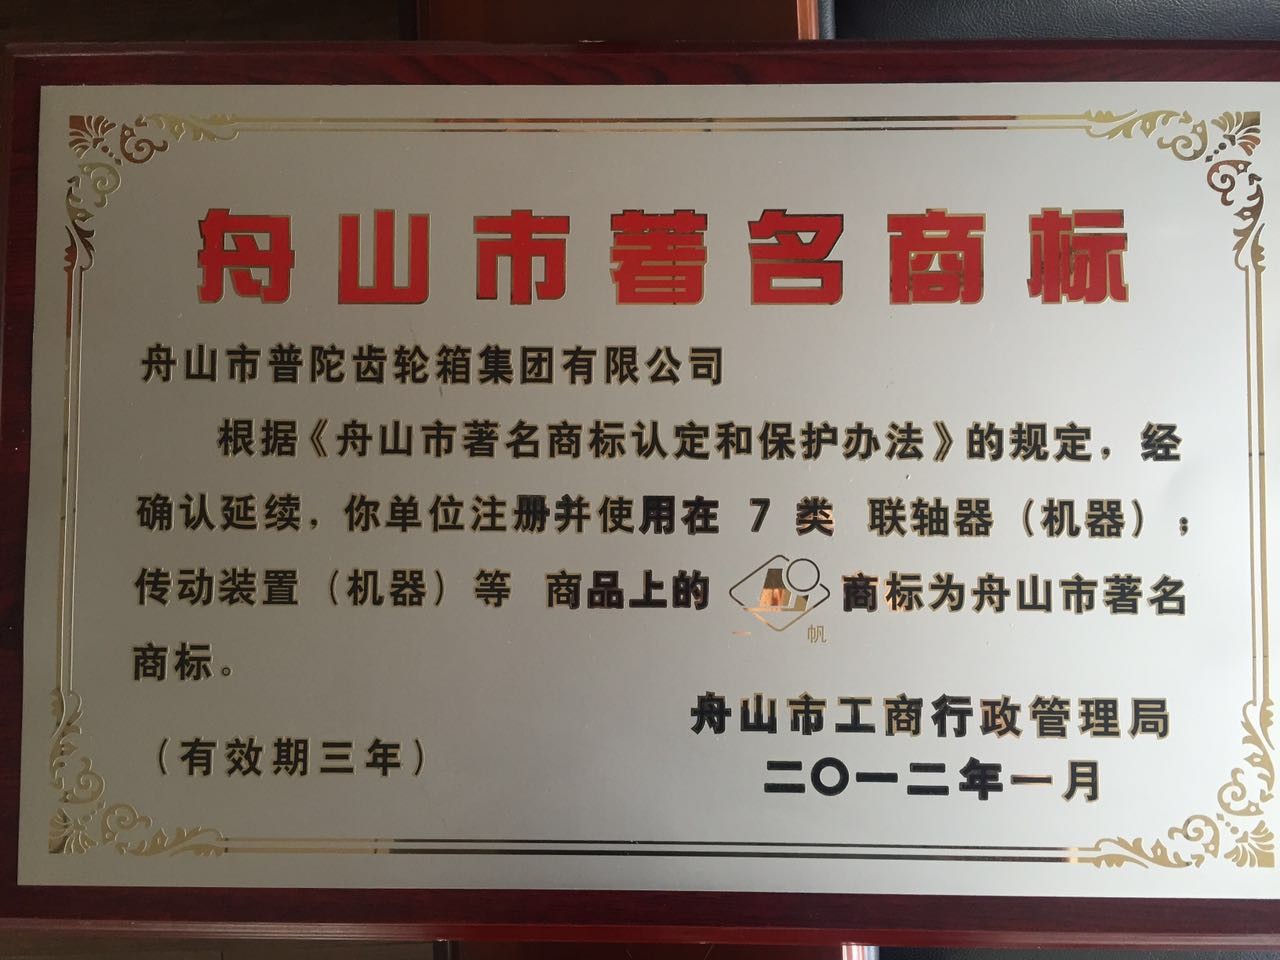 舟山市著名商标
舟山市普陀齿轮箱集团有限公司
根据《舟山市著名商标认定和保护办法》的规定，经
确认延续，你单位注册并使用在 7 类 联轴器（机器）；
传动装置（机器）等 商品上的 商标为舟山市著名
一帆
商标。
舟山市工商行政管理局
（有效期三年）
二〇一二年一月